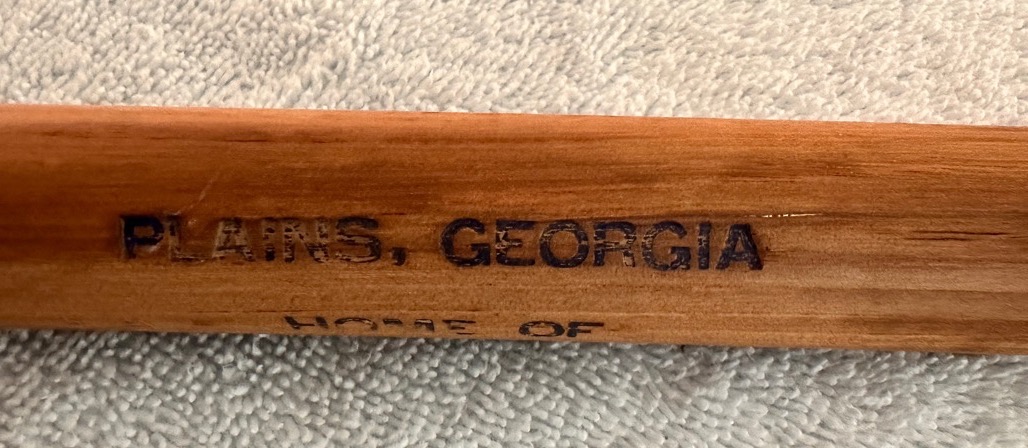 PLAINS, GEORGIA
HOME OF